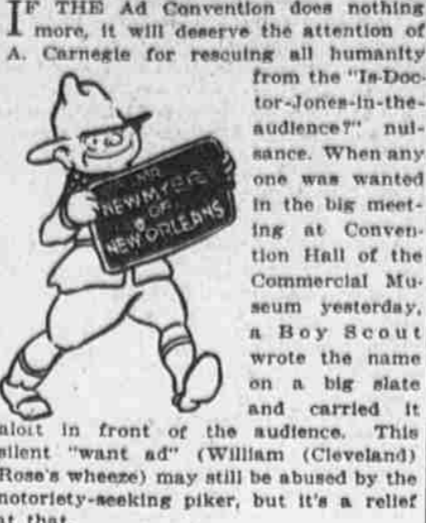 IF THE Ad Convention does nothing
more, it will deserve the attention of
A. Carnegie for rescuing all humanity
from the "Is-Doc-
tor-Jones-in-the-
audience?" nui-
sance. When any
one was wanted
in the big meet-
ing at Conven-
tion Hall of the
Commercial Mu-
seum yesterday,
a Boy Scout
wrote the name
on a big slate
and carried it
MR
NEWMYRE
OF
NEW ORLEANS
aloft in front of the audience. This
silent "want ad" (William (Cleveland)
Rose's wheeze) may still be abused by the
notoriety-seeking piker, but it's a relief
at that